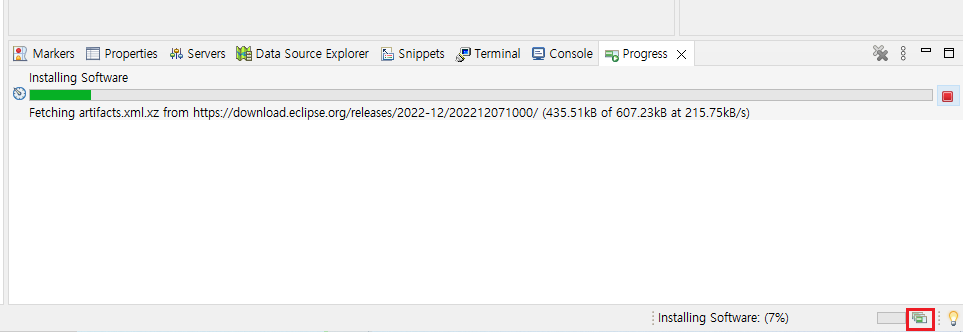 Markers Properties Servers Data Source Explorer Snippets Terminal Console Progress
Installing Software
Fetching artifacts.xml.xz from https://download.eclipse.org/releases/2022-12/202212071000/ (435.51kB of 607.23kB at 215.75kB/s)
Installing Software: (7%)